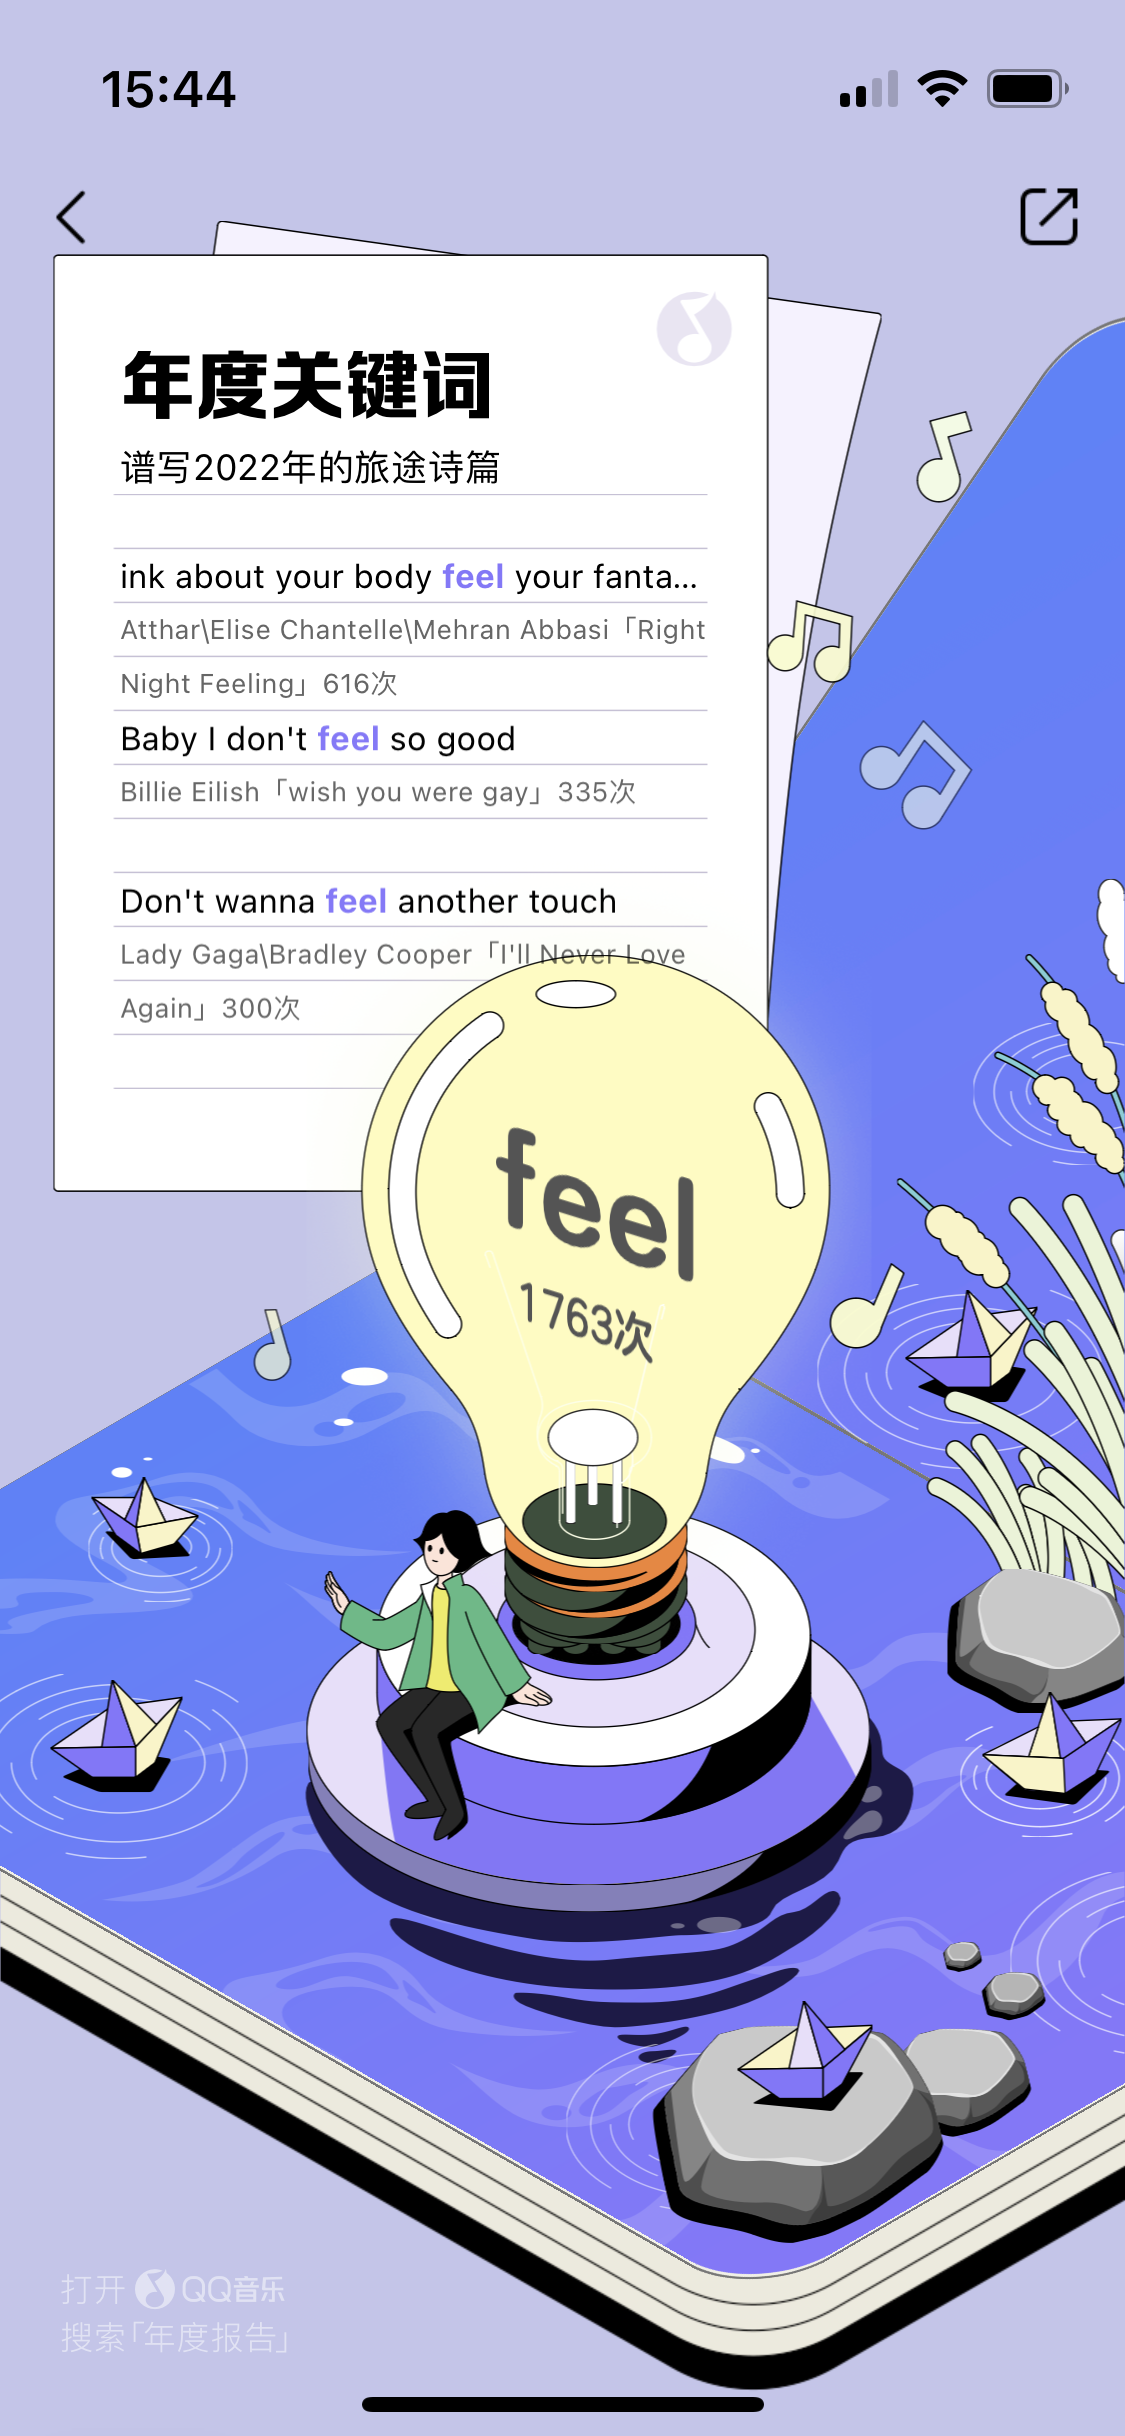 15:44
年度关键词
谱写2022年的旅途诗篇
ink about your body feel your fanta...
Atthar\Elise Chantelle\Mehran Abbasi「Right
Night Feeling」616次
Baby I don't feel so good
Billie Eilish「wish you were gay」335次
Don't wanna feel another touch
Lady Gaga\Bradley Cooper「I'll Never Love
Again」300次
feel
1763次
打开 QQ音乐
搜索「年度报告」